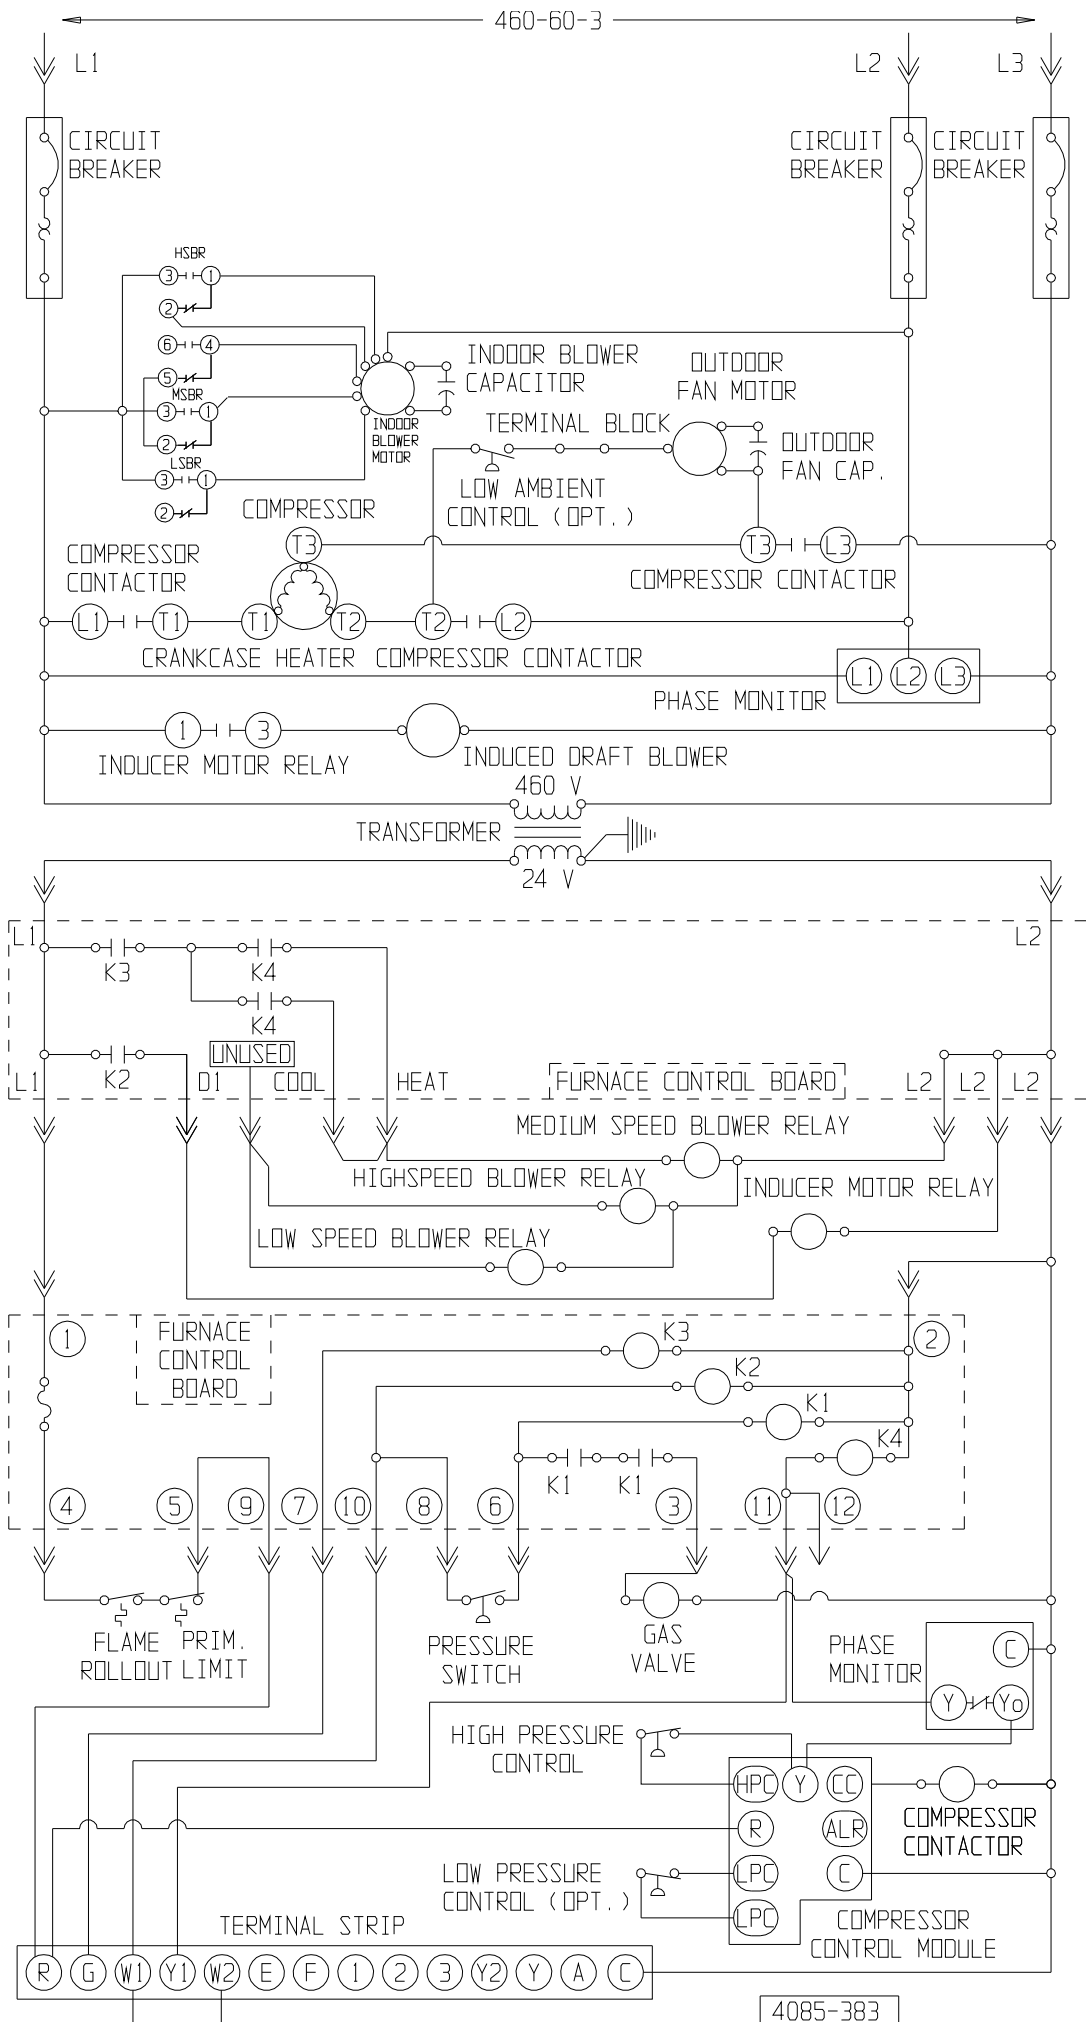 460-60-3
L1
L2
L3
CIRCUIT
BREAKER
CIRCUIT
BREAKER
CIRCUIT
BREAKER
HSBR
3
1
2
6
4
5
MSBR
3
1
2
LSBR
3
1
2
INDOOR
BLOWER
MOTOR
INDOOR BLOWER
CAPACITOR
OUTDOOR
FAN MOTOR
TERMINAL BLOCK
OUTDOOR
FAN CAP.
LOW AMBIENT
CONTROL (OPT.)
COMPRESSOR
T3
T3
L3
COMPRESSOR
CONTACTOR
COMPRESSOR CONTACTOR
L1
T1
T1
T2
T2
L2
CRANKCASE HEATER
COMPRESSOR CONTACTOR
L1
L2
L3
PHASE MONITOR
1
3
INDUCER MOTOR RELAY
INDUCED DRAFT BLOWER
460 V
TRANSFORMER
24 V
L1
L2
K3
K4
K4
UNUSED
K2
L1
D1
COOL
HEAT
FURNACE CONTROL BOARD
L2
L2
L2
MEDIUM SPEED BLOWER RELAY
HIGHSPEED BLOWER RELAY
INDUCER MOTOR RELAY
LOW SPEED BLOWER RELAY
1
FURNACE
CONTROL
BOARD
K3
2
K2
K1
K4
K1
K1
4
5
9
7
10
8
6
3
11
12
FLAME
ROLLOUT
PRIM.
LIMIT
PRESSURE
SWITCH
GAS
VALVE
PHASE
MONITOR
C
Y
Yo
HIGH PRESSURE
CONTROL
HPC
Y
CC
R
ALR
COMPRESSOR
CONTACTOR
LOW PRESSURE
CONTROL (OPT.)
LPC
C
LPC
COMPRESSOR
CONTROL MODULE
TERMINAL STRIP
R
G
W1
Y1
W2
E
F
1
2
3
Y2
Y
A
C
4085-383